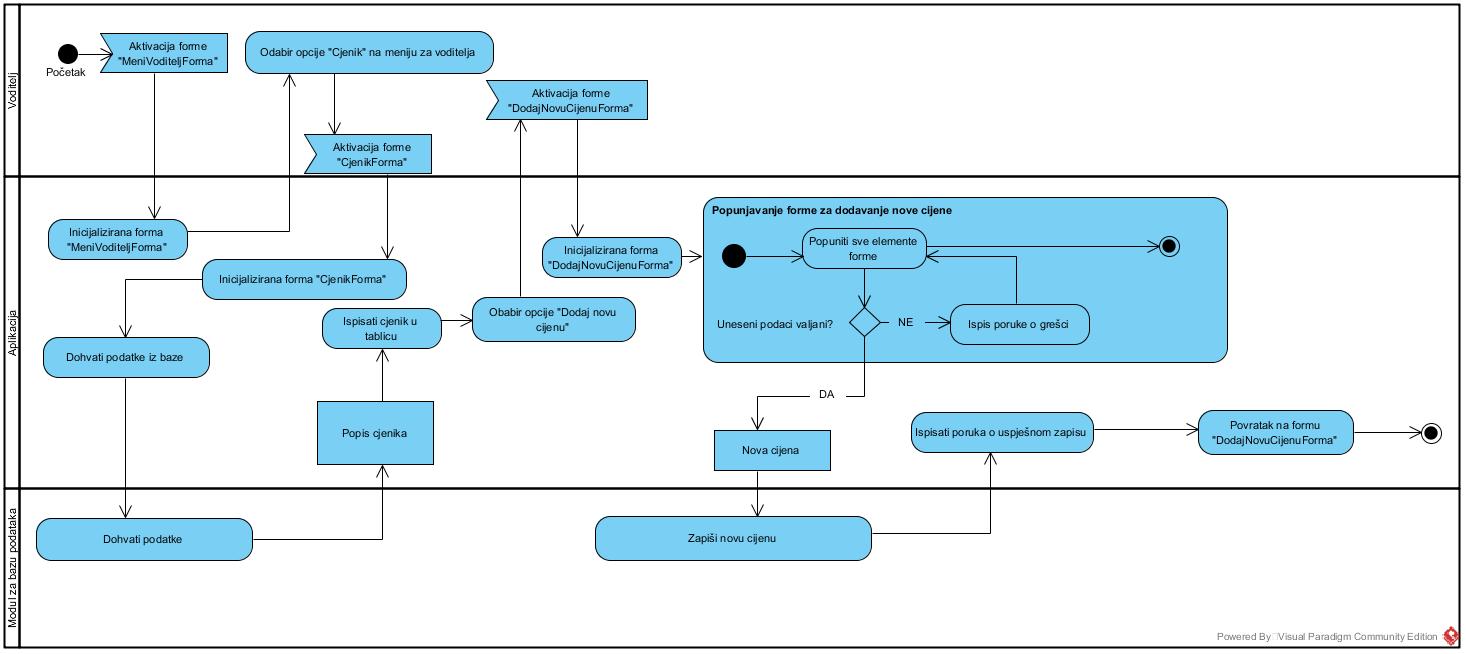 Voditelj
Početak
Aktivacija forme
"MeniVoditeljForma"
Odabir opcije "Cjenik" na meniju za voditelja
Aktivacija forme
"CjenikForma"
Aktivacija forme
"DodajNovuCijenuForma"
Aplikacija
Inicijalizirana forma
"MeniVoditeljForma"
Inicijalizirana forma "CjenikForma"
Dohvati podatke iz baze
Ispisati cjenik u
tablicu
Popis cjenika
Obabir opcije "Dodaj novu
cijenu"
Inicijalizirana forma
"DodajNovuCijenuForma"
Popunjavanje forme za dodavanje nove cijene
Popuniti sve elemente
forme
Uneseni podaci valjani?
NE
Ispis poruke o grešci
DA
Nova cijena
Ispisati poruka o uspješnom zapisu
Povratak na formu
"DodajNovuCijenuForma"
Modul za bazu podataka
Dohvati podatke
Zapiši novu cijenu
Powered By Visual Paradigm Community Edition